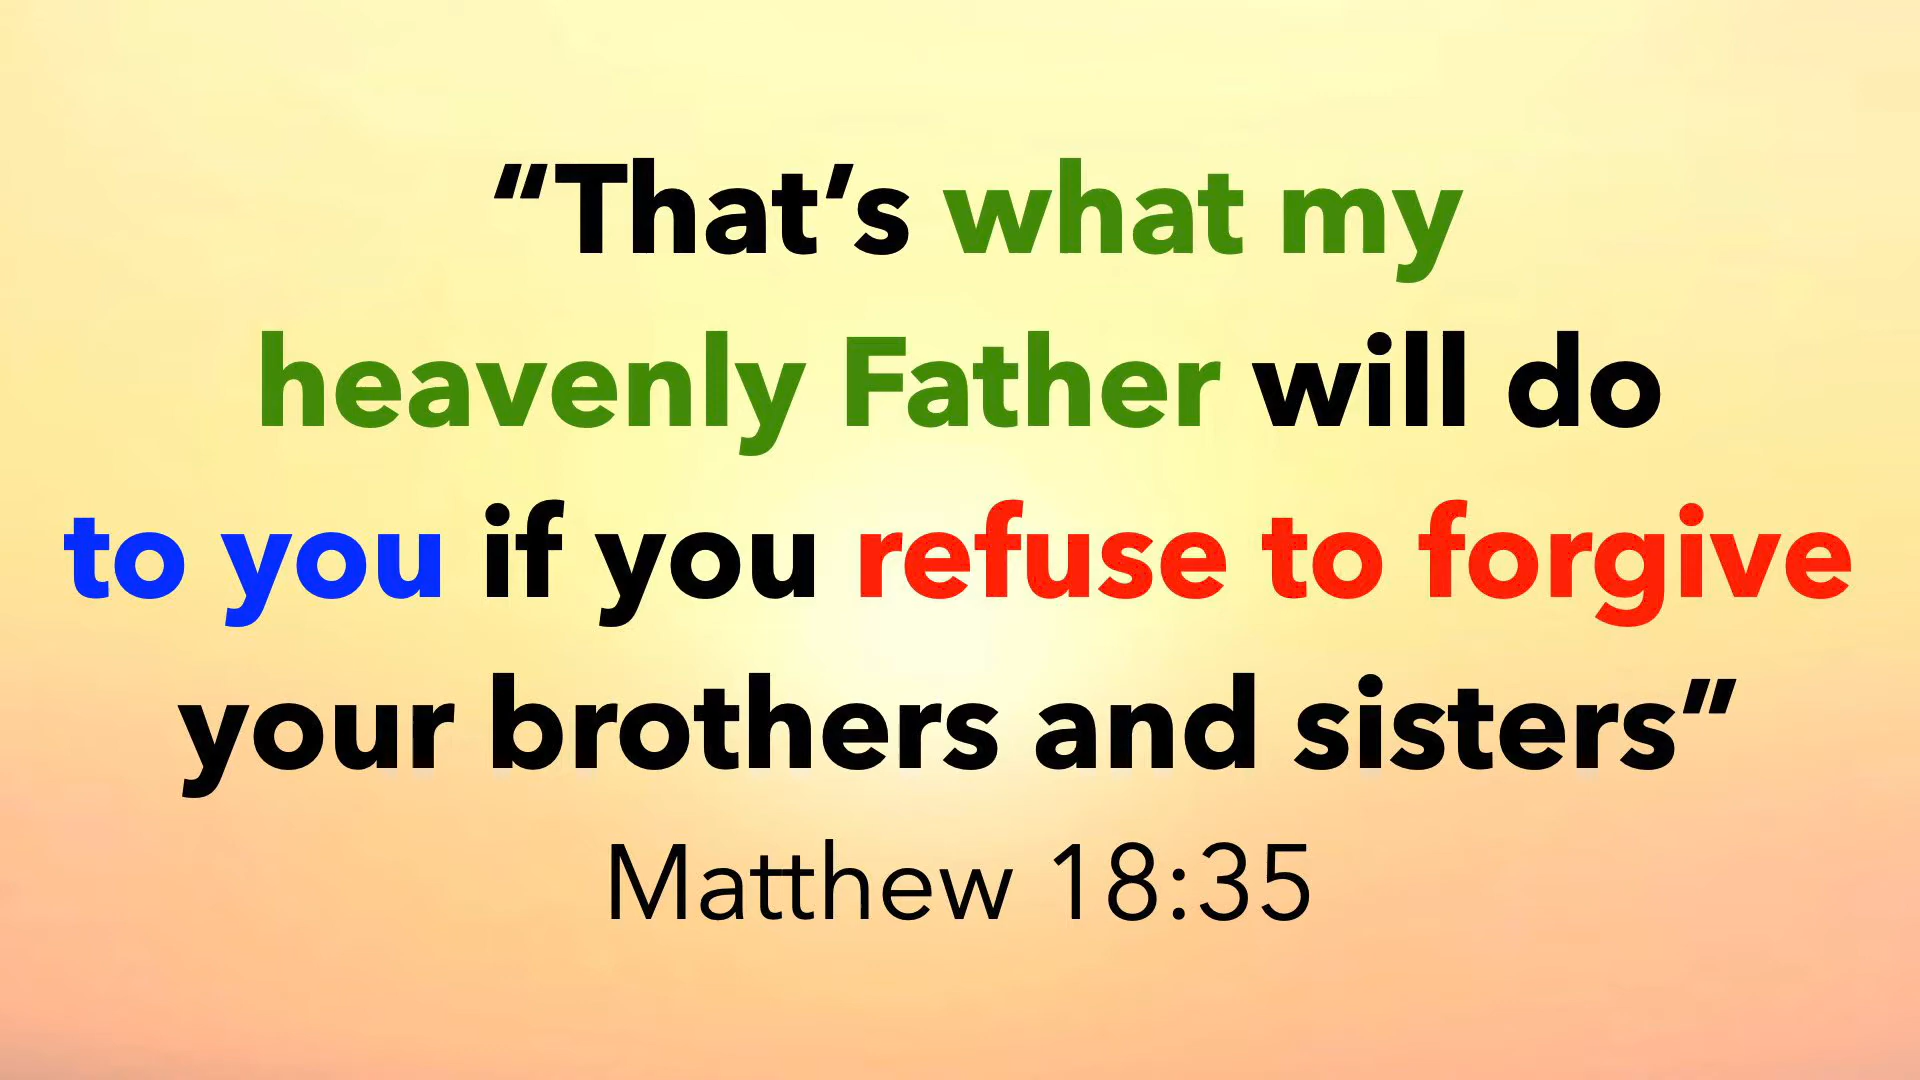 “That’s what my
heavenly Father will do
to you if you refuse to forgive
your brothers and sisters”
Matthew 18:35